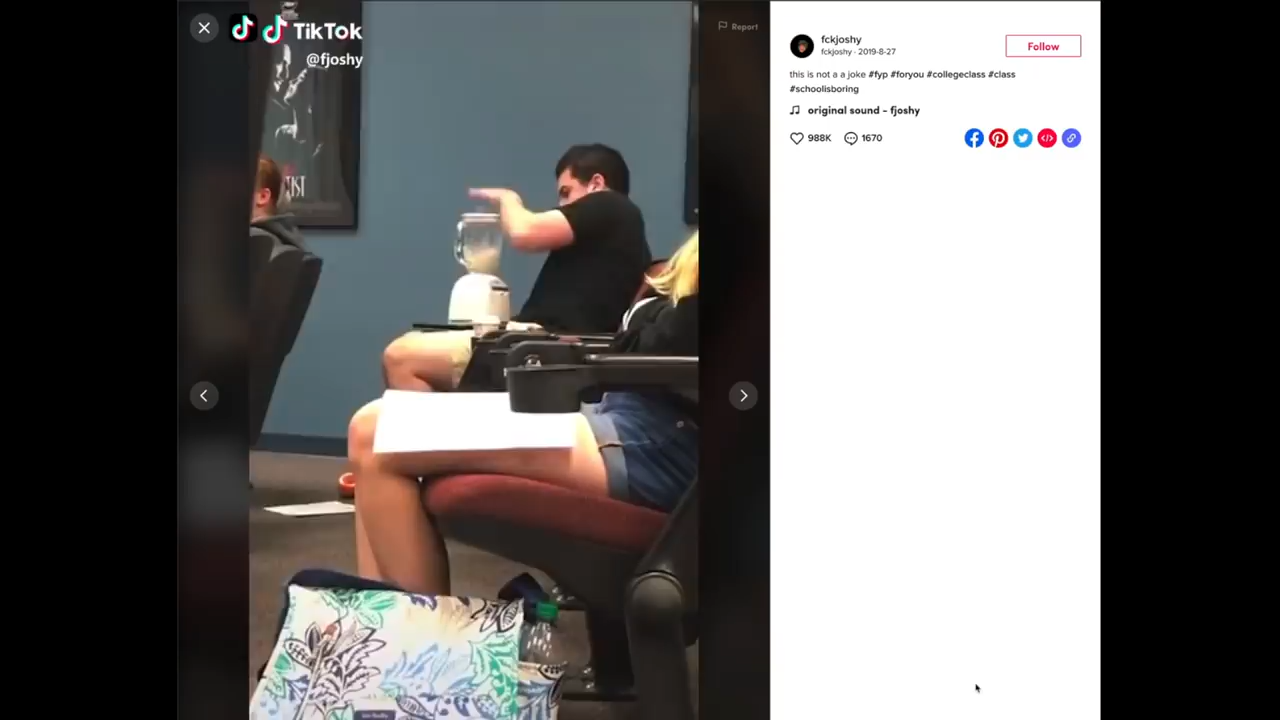 TikTok
@fjoshy
Report
fckjoshy
fckjoshy · 2019-8-27
Follow
this is not a a joke #fyp #foryou #collegeclass #class
#schoolisboring
original sound - fjoshy
988K
1670